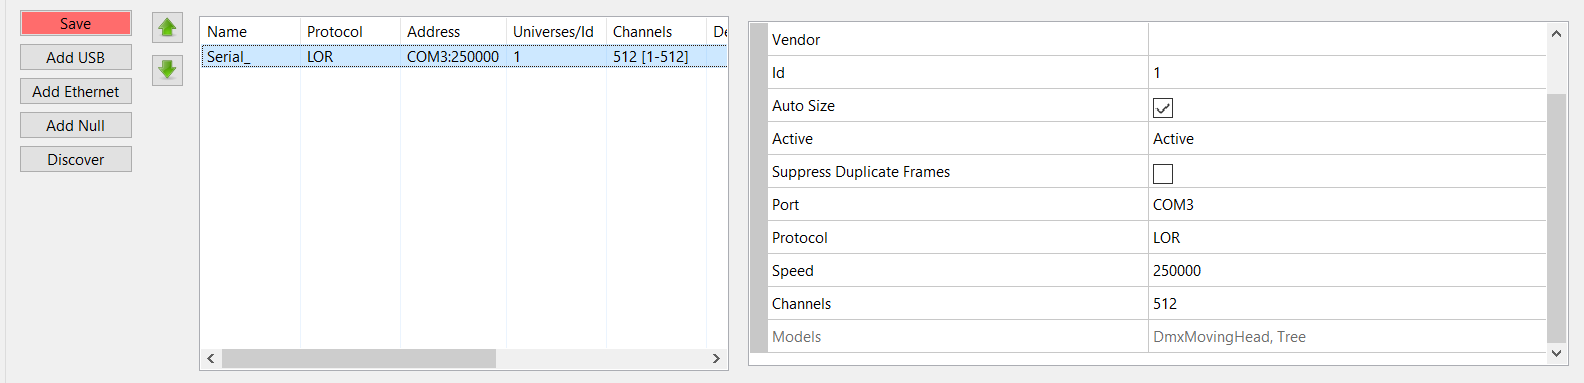 Save
Add USB
Add Ethernet
Add Null
Discover
Name Protocol Address Universes/Id Channels De
Serial_ LOR COM3:250000 1 512 [1-512]
Vendor
Id 1
Auto Size
Active Active
Suppress Duplicate Frames
Port COM3
Protocol LOR
Speed 250000
Channels 512
Models DmxMovingHead, Tree